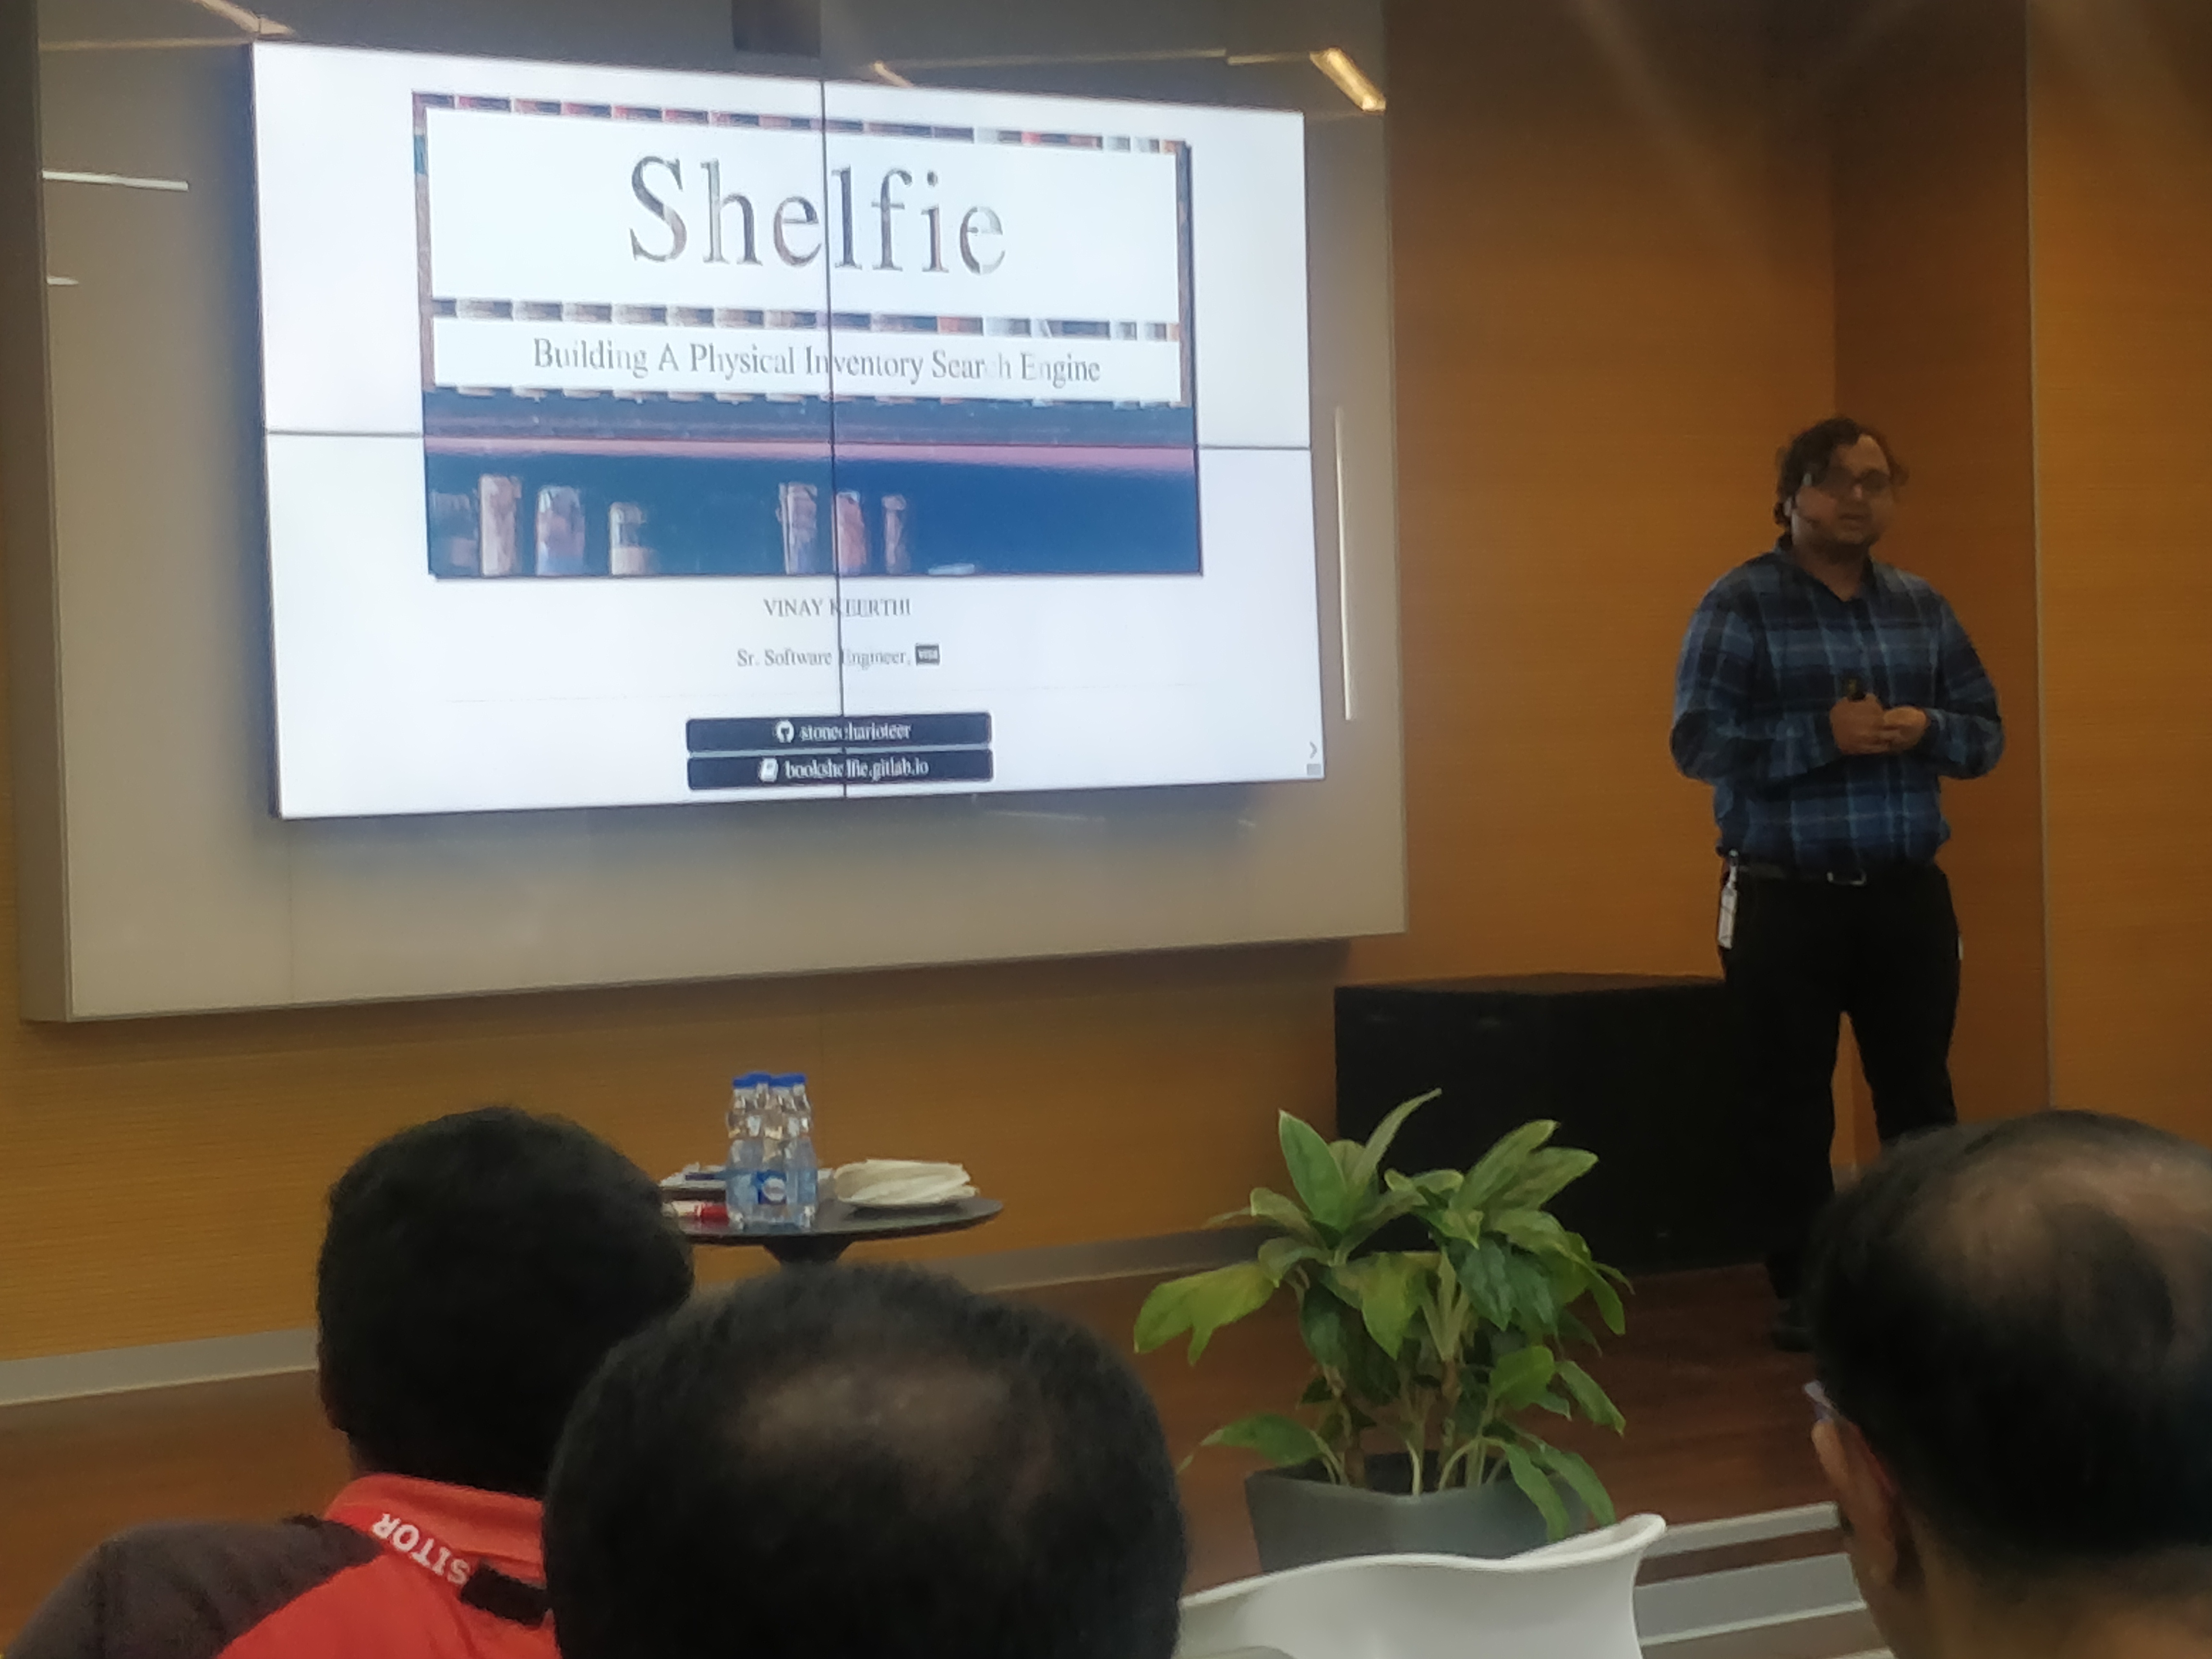 Shelfie
Building A Physical Inventory Search Engine
VINAY KEERTHI
Sr. Software Engineer, VISA
stonecharioteer
bookshelfie.gitlab.io
SITOR